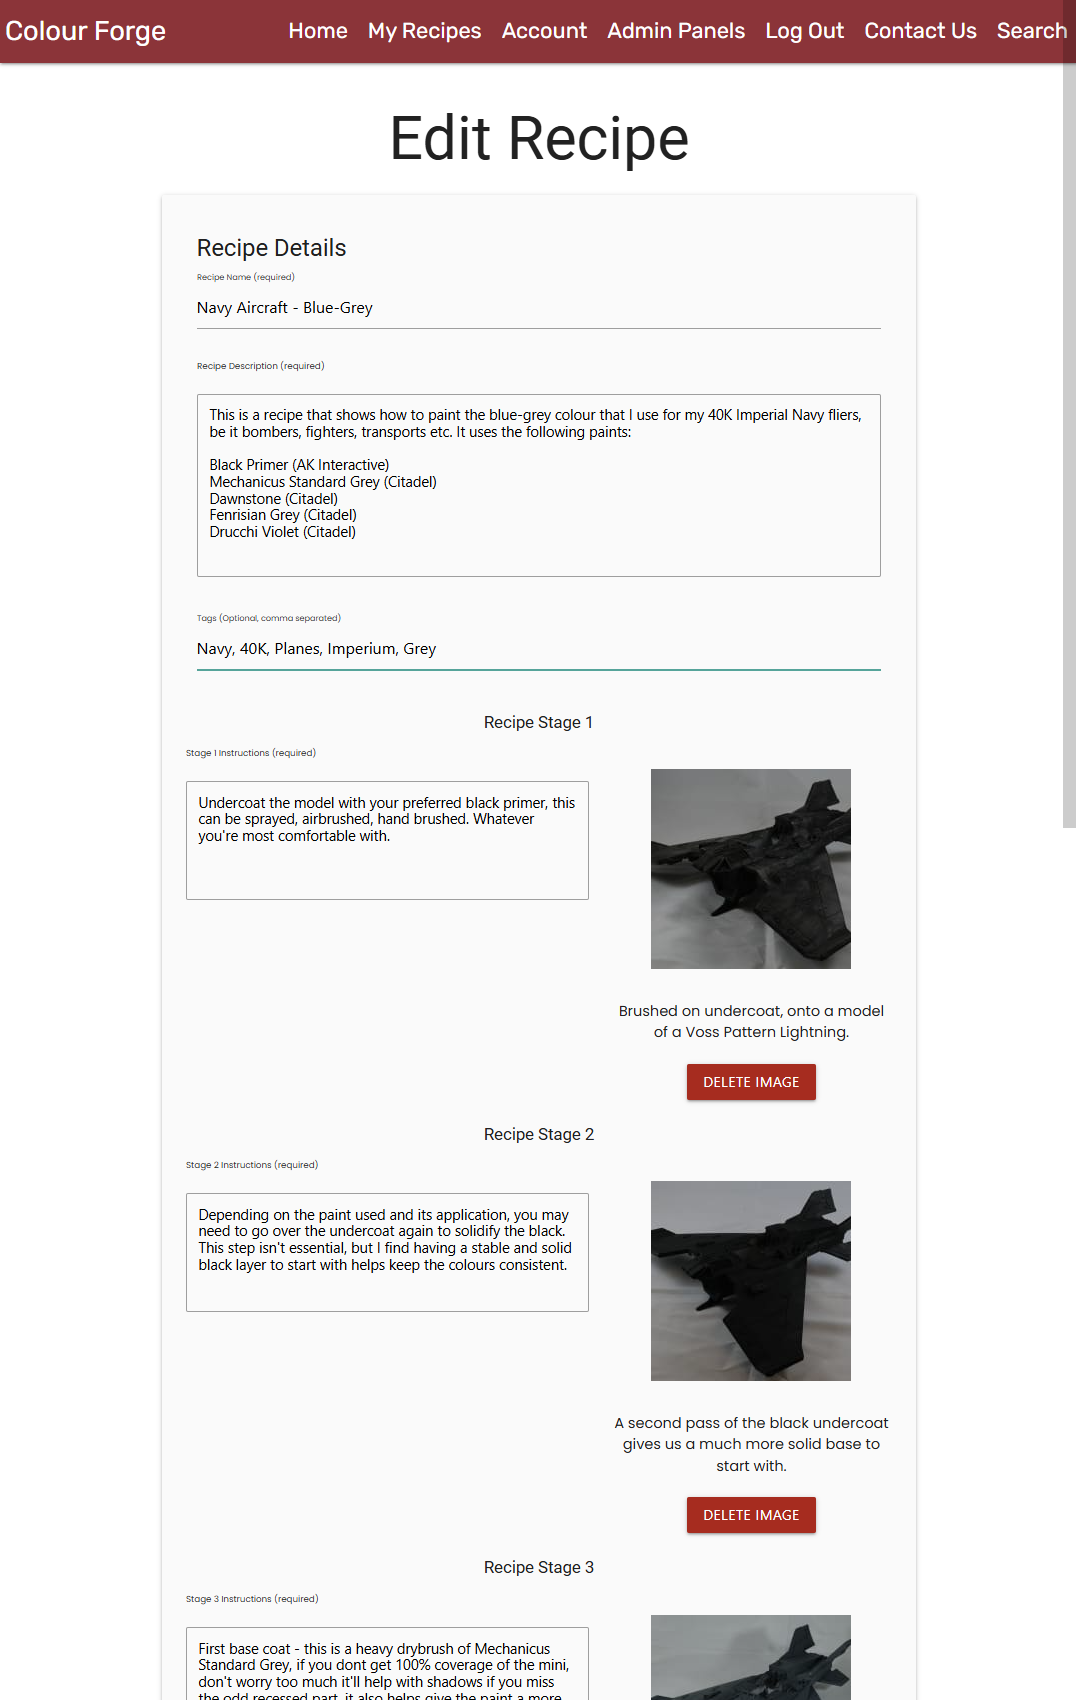 Colour Forge Home My Recipes Account Admin Panels Log Out Contact Us Search
Edit Recipe
Recipe Details
Recipe Name (required)
Navy Aircraft - Blue-Grey
Recipe Description (required)
This is a recipe that shows how to paint the blue-grey colour that I use for my 40K Imperial Navy fliers,
be it bombers, fighters, transports etc. It uses the following paints:
Black Primer (AK Interactive)
Mechanicus Standard Grey (Citadel)
Dawnstone (Citadel)
Fenrisian Grey (Citadel)
Drucchi Violet (Citadel)
Tags (Optional, comma separated)
Navy, 40K, Planes, Imperium, Grey
Recipe Stage 1
Stage 1 Instructions (required)
Undercoat the model with your preferred black primer, this
can be sprayed, airbrushed, hand brushed. Whatever
you're most comfortable with.
Brushed on undercoat, onto a model
of a Voss Pattern Lightning.
DELETE IMAGE
Recipe Stage 2
Stage 2 Instructions (required)
Depending on the paint used and its application, you may
need to go over the undercoat again to solidify the black.
This step isn't essential, but I find having a stable and solid
black layer to start with helps keep the colours consistent.
A second pass of the black undercoat
gives us a much more solid base to
start with.
DELETE IMAGE
Recipe Stage 3
Stage 3 Instructions (required)
First base coat - this is a heavy drybrush of Mechanicus
Standard Grey, if you dont get 100% coverage of the mini,
don't worry too much it'll help with shadows if you miss
the odd recessed part, it also helps give the paint a more